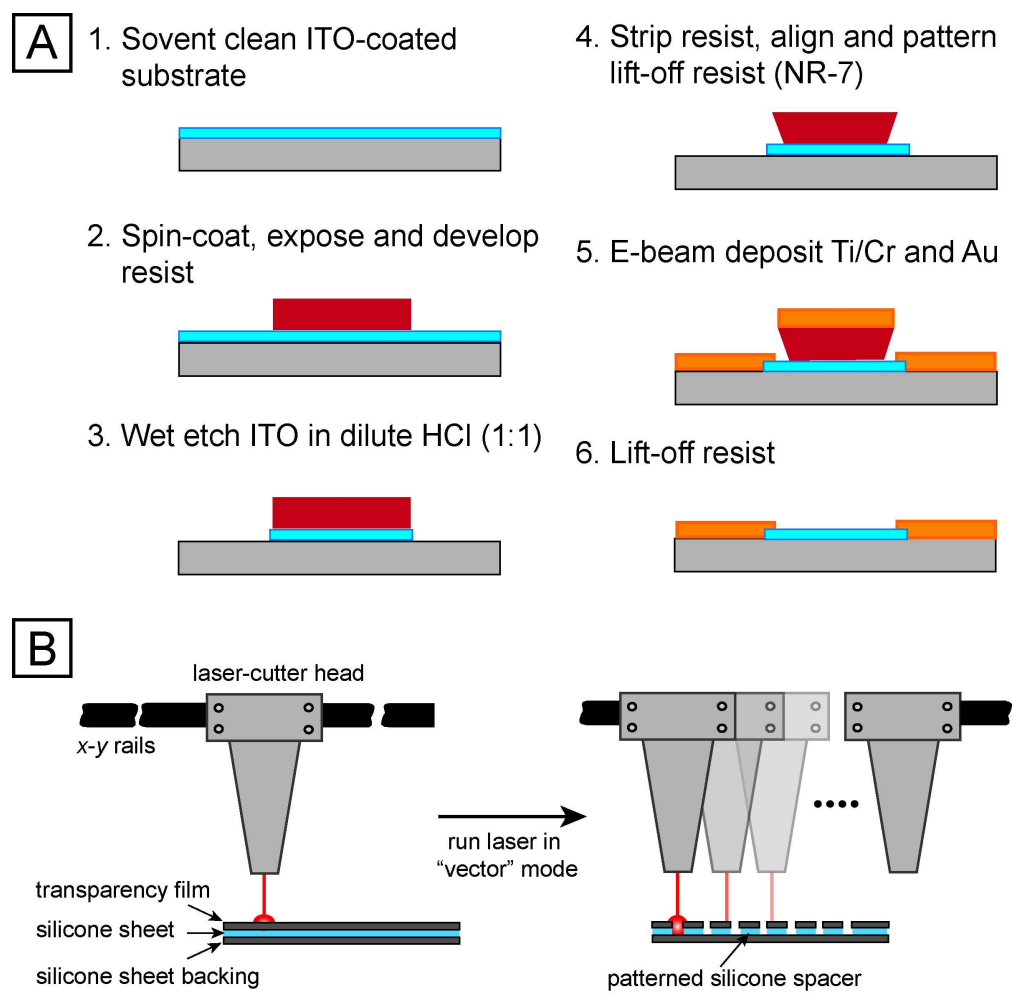 A
1. Sovent clean ITO-coated
substrate
2. Spin-coat, expose and develop
resist
3. Wet etch ITO in dilute HCl (1:1)
4. Strip resist, align and pattern
lift-off resist (NR-7)
5. E-beam deposit Ti/Cr and Au
6. Lift-off resist
B
laser-cutter head
x-y rails
transparency film
silicone sheet
silicone sheet backing
run laser in
“vector” mode
patterned silicone spacer